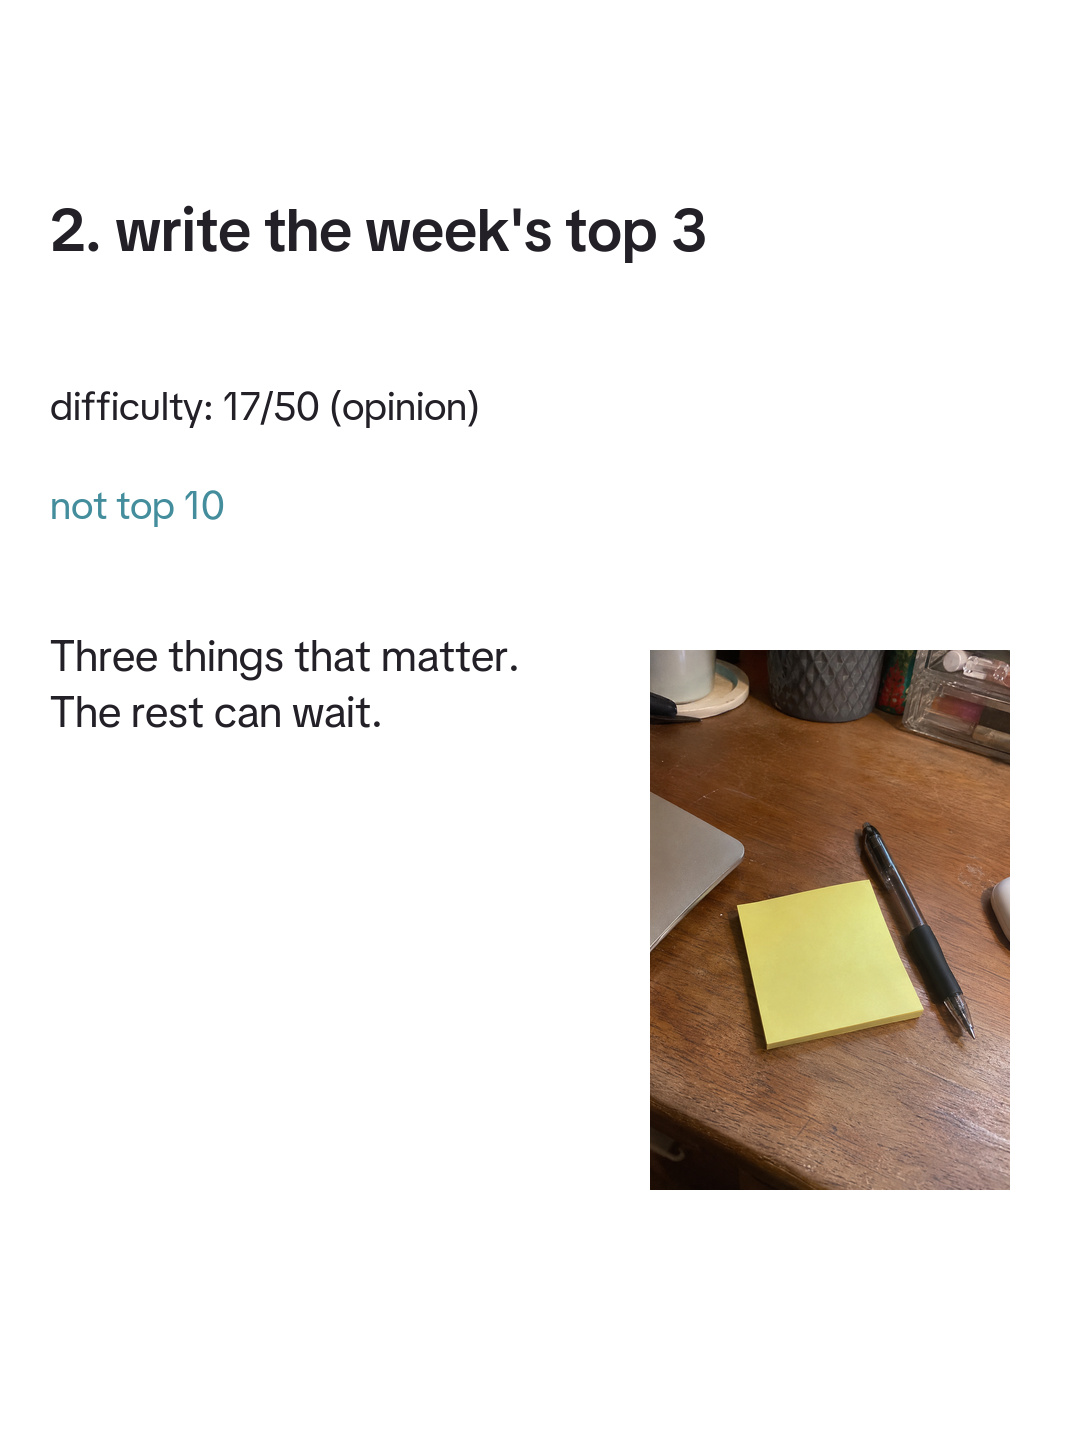 2. write the week's top 3
difficulty: 17/50 (opinion)
not top 10
Three things that matter.
The rest can wait.